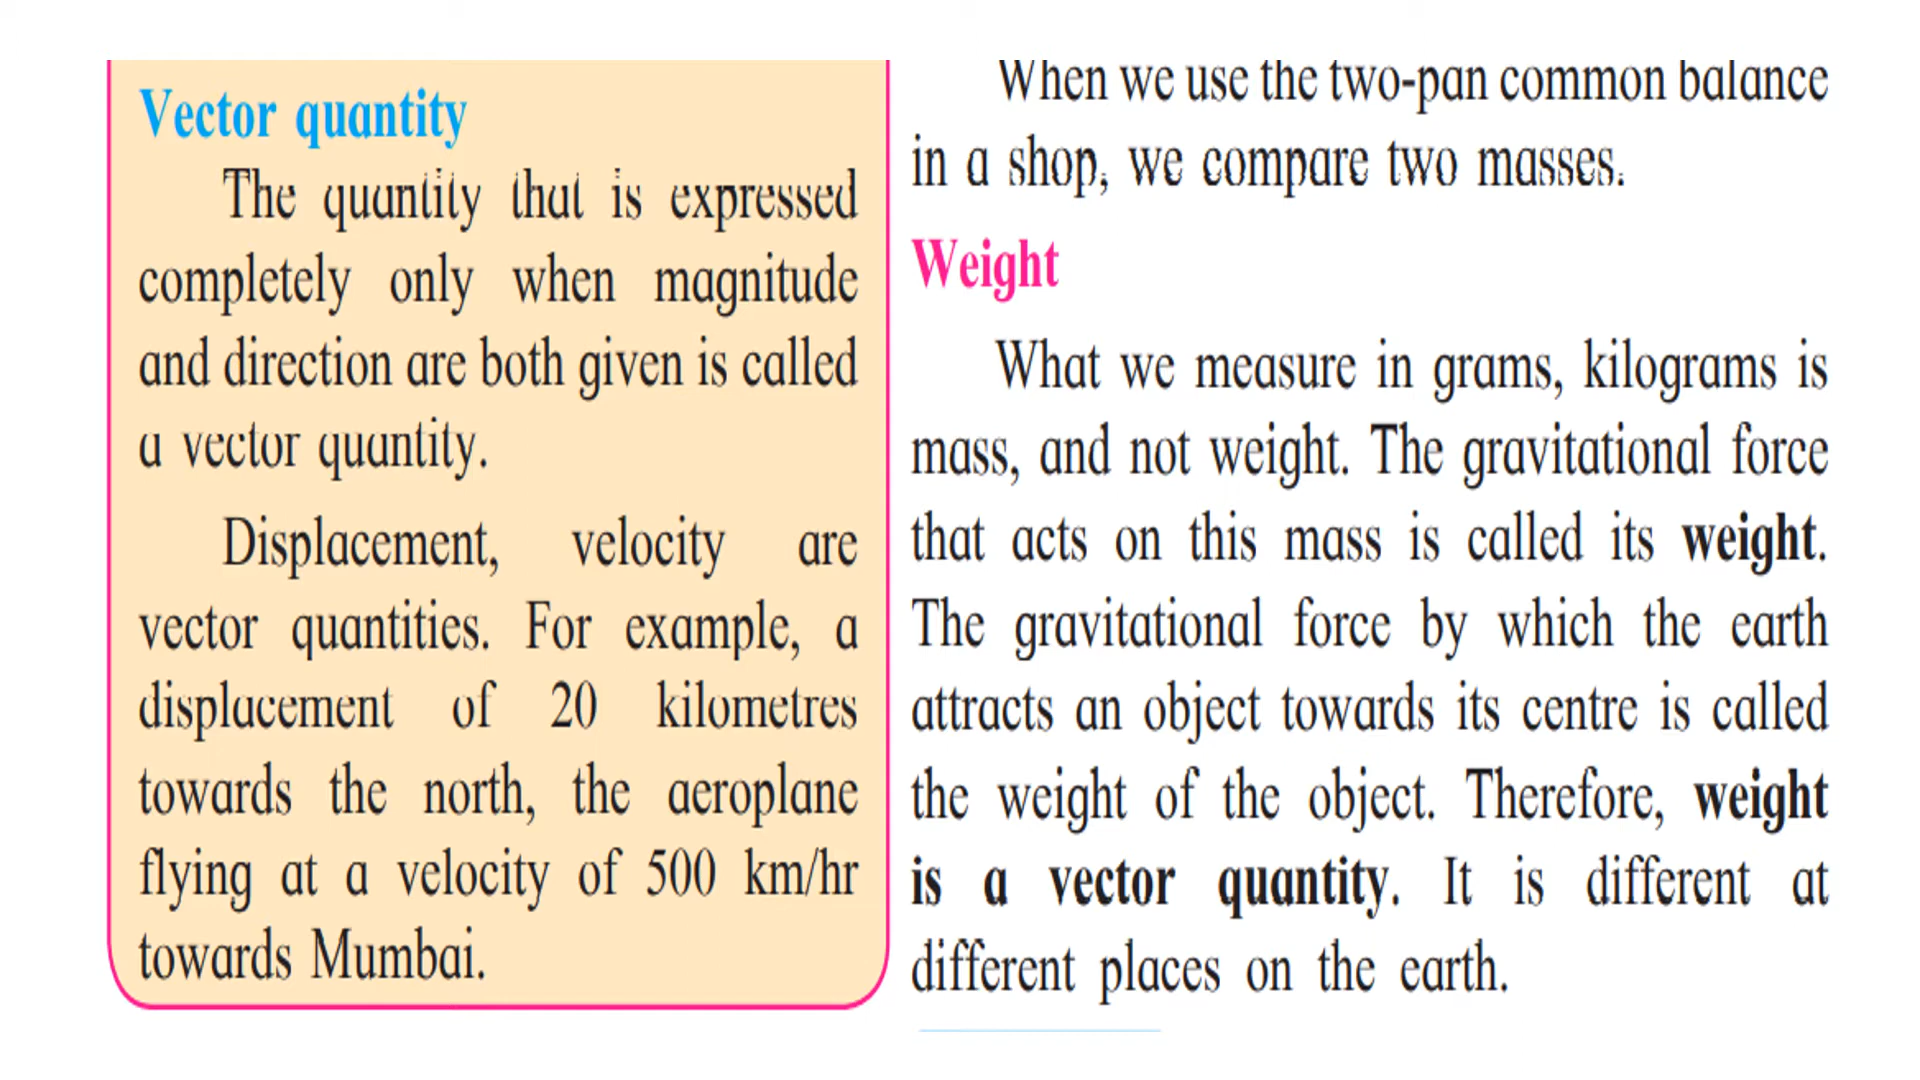 Vector quantity
The quantity that is expressed
completely only when magnitude
and direction are both given is called
a vector quantity.
Displacement, velocity are
vector quantities. For example, a
displacement of 20 kilometres
towards the north, the aeroplane
flying at a velocity of 500 km/hr
towards Mumbai.
When we use the two-pan common balance
in a shop, we compare two masses.
Weight
What we measure in grams, kilograms is
mass, and not weight. The gravitational force
that acts on this mass is called its weight.
The gravitational force by which the earth
attracts an object towards its centre is called
the weight of the object. Therefore, weight
is a vector quantity. It is different at
different places on the earth.